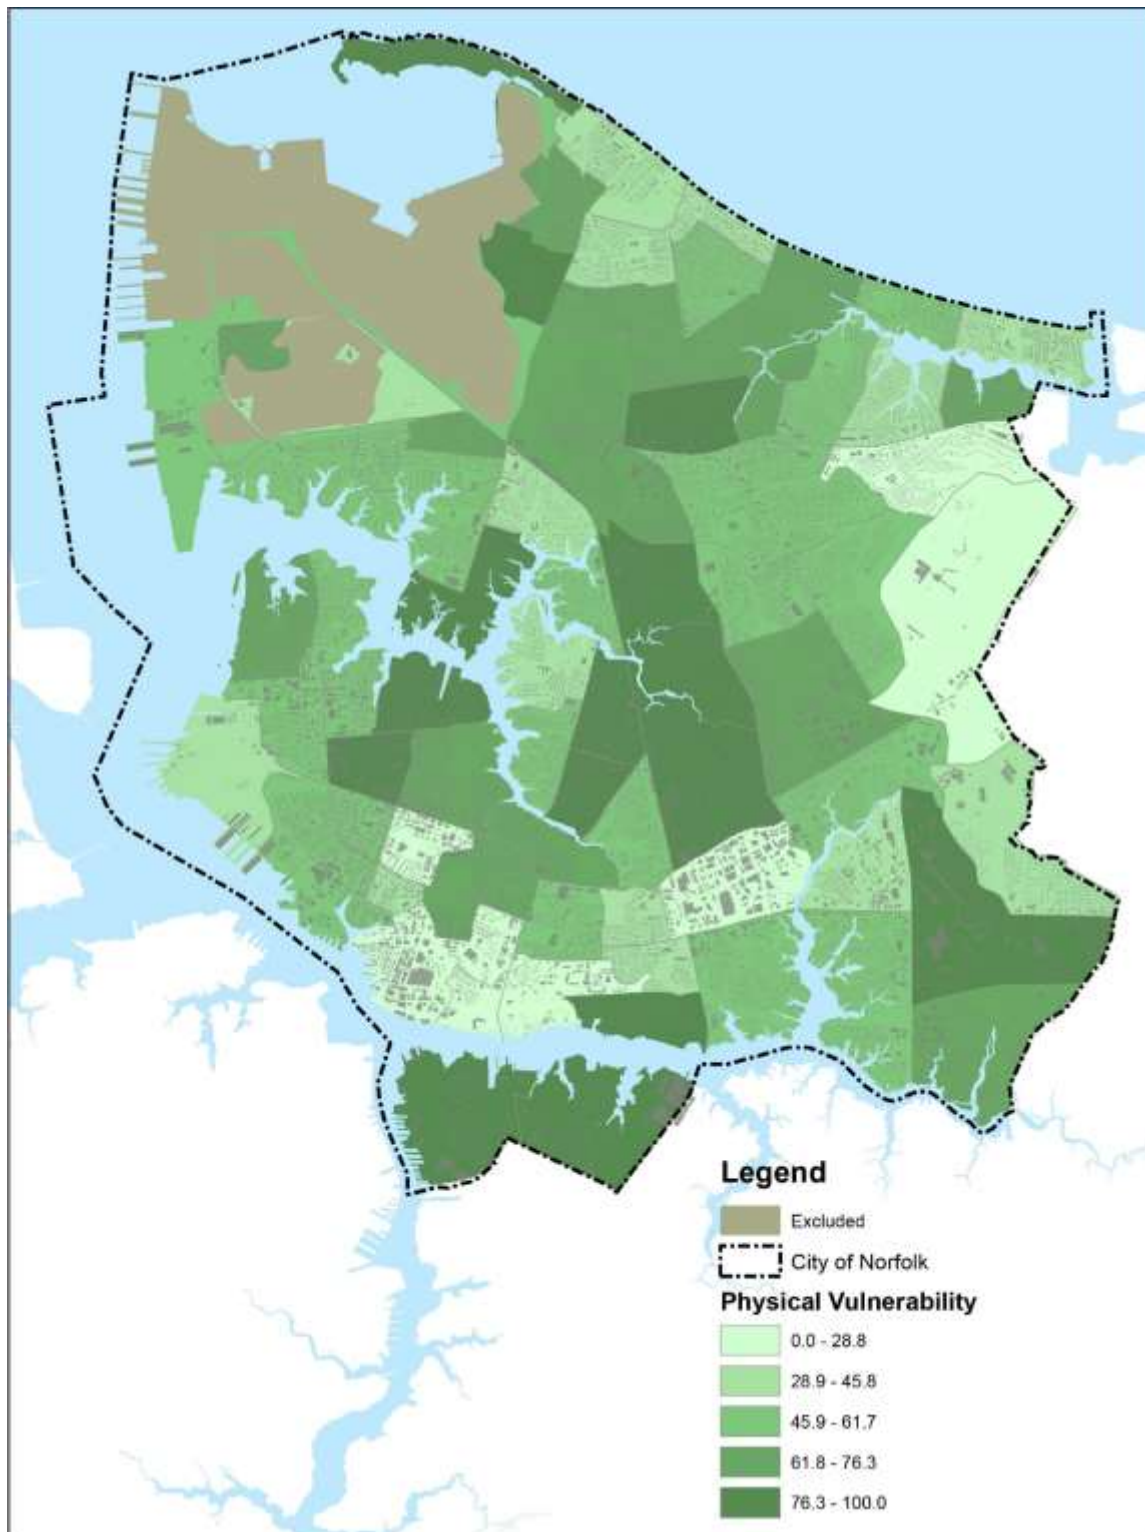 Legend
Excluded
City of Norfolk
Physical Vulnerability
0.0 - 28.8
28.9 - 45.8
45.9 - 61.7
61.8 - 76.3
76.3 - 100.0